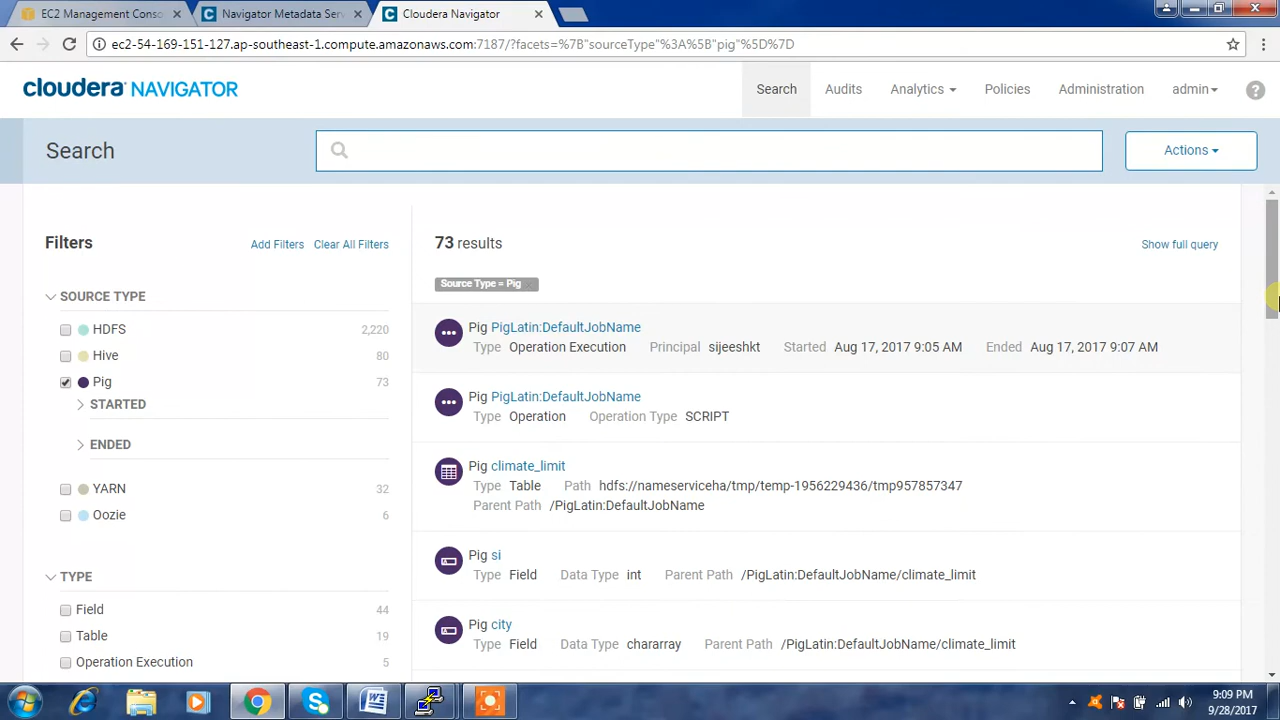 EC2 Management Conso
Navigator Metadata Serv
Cloudera Navigator
ec2-54-169-151-127.ap-southeast-1.compute.amazonaws.com:7187/?facets=%7B"sourceType"%3A%5B"pig"%5D%7D
cloudera NAVIGATOR
Search
Audits
Analytics
Policies
Administration
admin
?
Search
Actions
Filters
Add Filters
Clear All Filters
73 results
Show full query
Source Type = Pig
SOURCE TYPE
HDFS 2,220
Hive 80
Pig 73
STARTED
ENDED
YARN 32
Oozie 6
TYPE
Field 44
Table 19
Operation Execution 5
Pig PigLatin:DefaultJobName
Type Operation Execution Principal sijeeshkt Started Aug 17, 2017 9:05 AM Ended Aug 17, 2017 9:07 AM
Pig PigLatin:DefaultJobName
Type Operation Operation Type SCRIPT
Pig climate_limit
Type Table Path hdfs://nameserviceha/tmp/temp-1956229436/tmp957857347
Parent Path /PigLatin:DefaultJobName
Pig si
Type Field Data Type int Parent Path /PigLatin:DefaultJobName/climate_limit
Pig city
Type Field Data Type chararray Parent Path /PigLatin:DefaultJobName/climate_limit
9:09 PM
9/28/2017